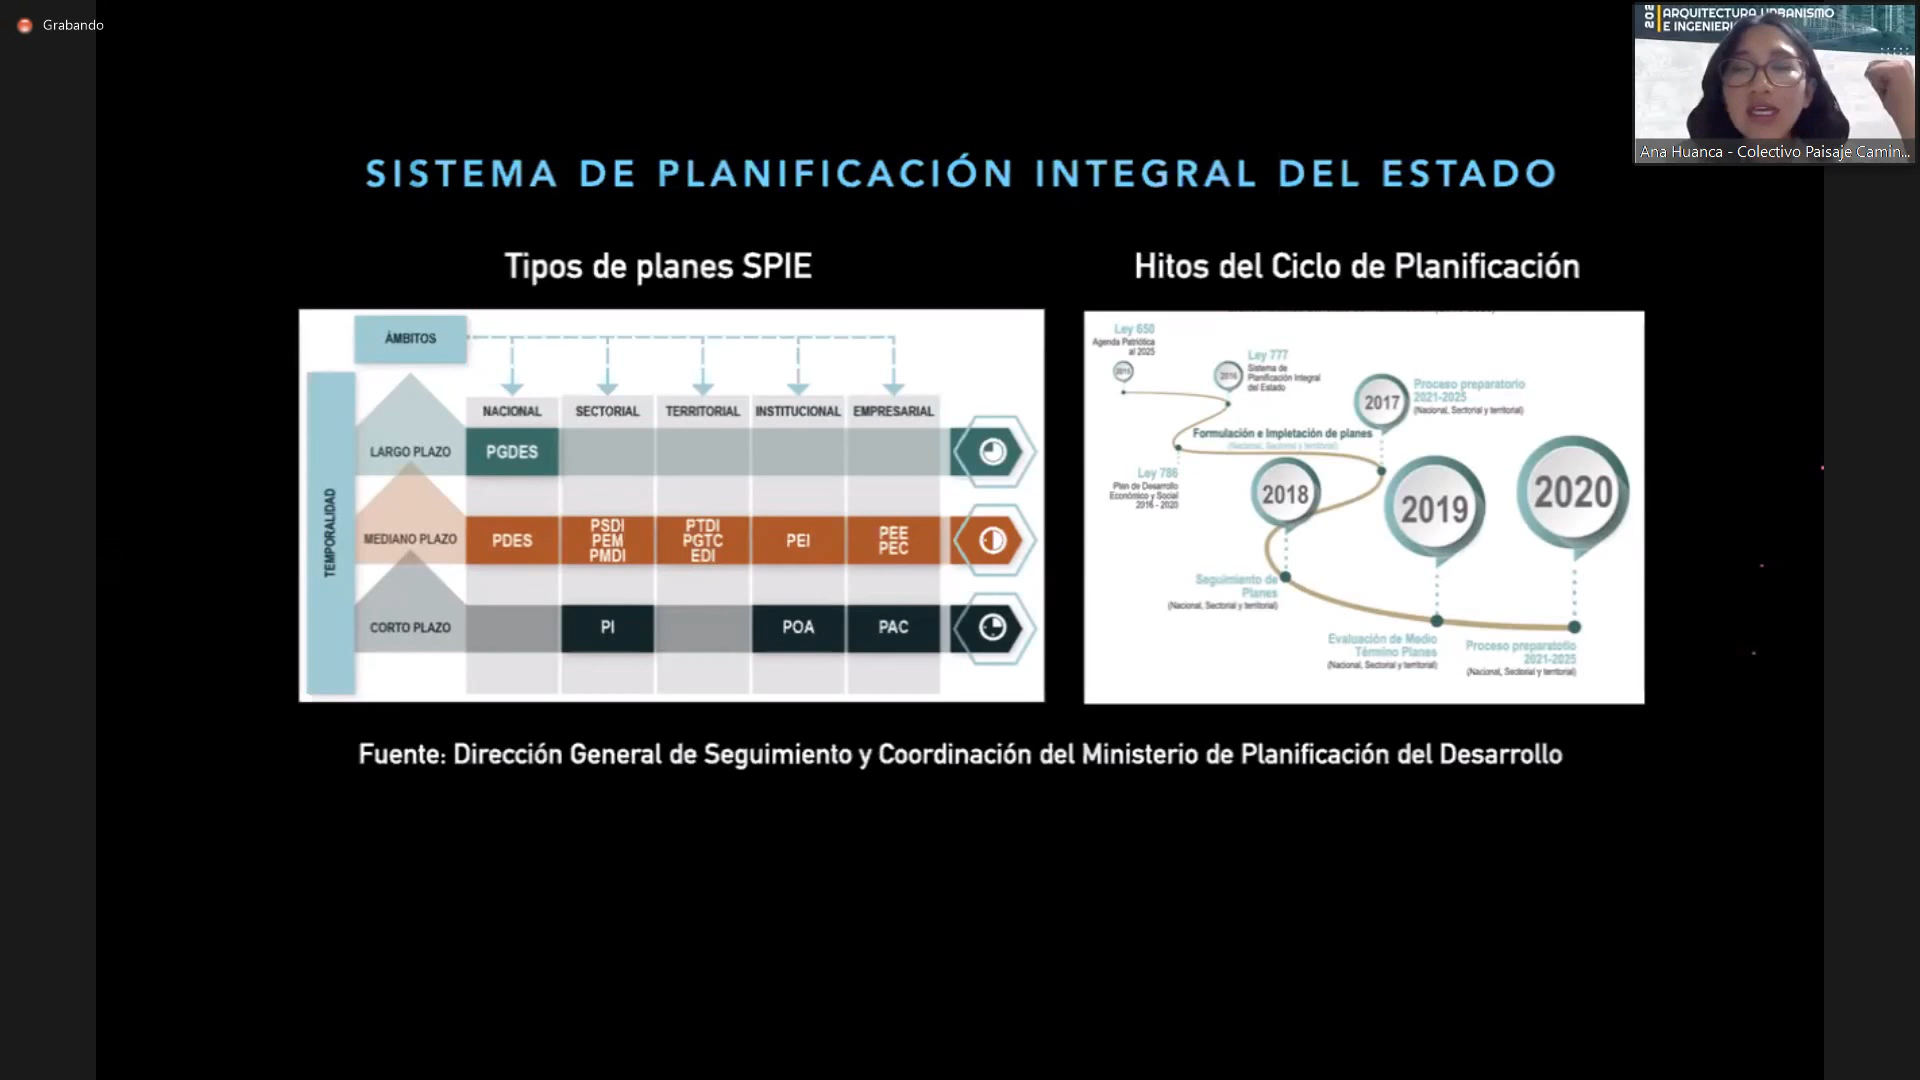 Grabando
ARQUITECTURA URBANISMO
E INGENIERI
Ana Huanca - Colectivo Paisaje Camin...
SISTEMA DE PLANIFICACIÓN INTEGRAL DEL ESTADO
Tipos de planes SPIE
ÁMBITOS
TEMPORALIDAD
NACIONAL SECTORIAL TERRITORIAL INSTITUCIONAL EMPRESARIAL
LARGO PLAZO PGDES
MEDIANO PLAZO
PDES
PSDI
PEM
PMDI
PTDI
PGTC
EDI
PEI
PEE
PEC
CORTO PLAZO PI POA PAC
Hitos del Ciclo de Planificación
Ley 650
Agenda Patriótica
al 2025
2015
Ley 777
Sistema de
Planificación Integral
del Estado
2016
2017
Proceso preparatorio
2021-2025
(Nacional, Sectorial y territorial)
Formulación e Impletación de planes
(Nacional, Sectorial y territorial)
Ley 786
Plan de Desarrollo
Económico y Social
2016 - 2020
2018
2019
2020
Seguimiento de
Planes
(Nacional, Sectorial y territorial)
Evaluación de Medio
Término Planes
(Nacional, Sectorial y territorial)
Proceso preparatotio
2021-2025
(Nacional, Sectorial y territorial)
Fuente: Dirección General de Seguimiento y Coordinación del Ministerio de Planificación del Desarrollo